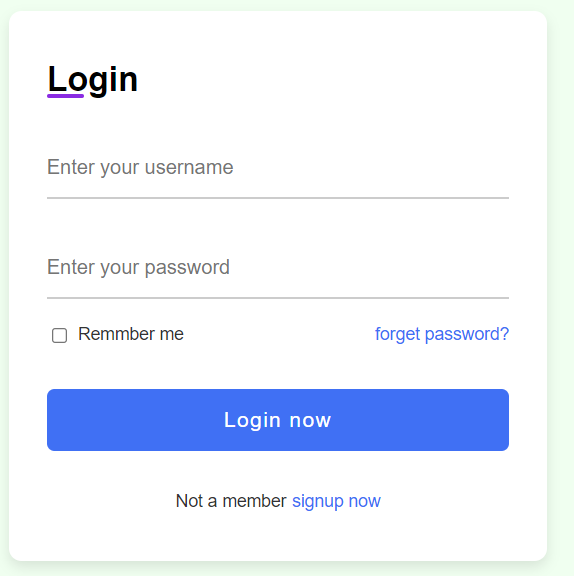 Login
Enter your username
Enter your password
Remmber me forget password?
Login now
Not a member signup now